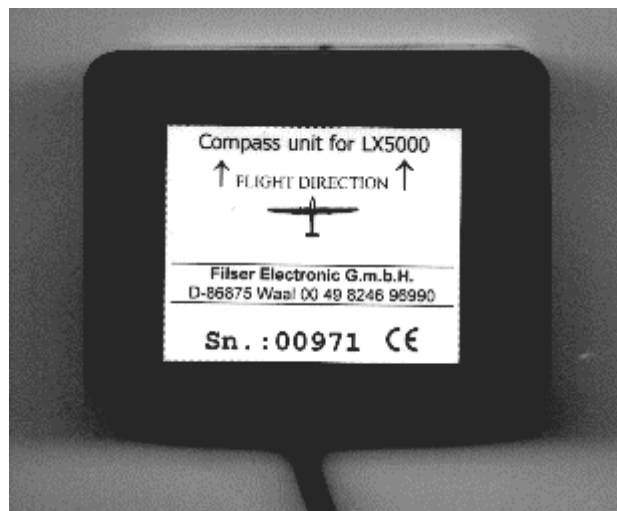 Compass unit for LX5000
FLIGHT DIRECTION
Filser Electronic G.m.b.H.
D-86875 Waal 00 49 8246 96990
Sn.:00971 CE